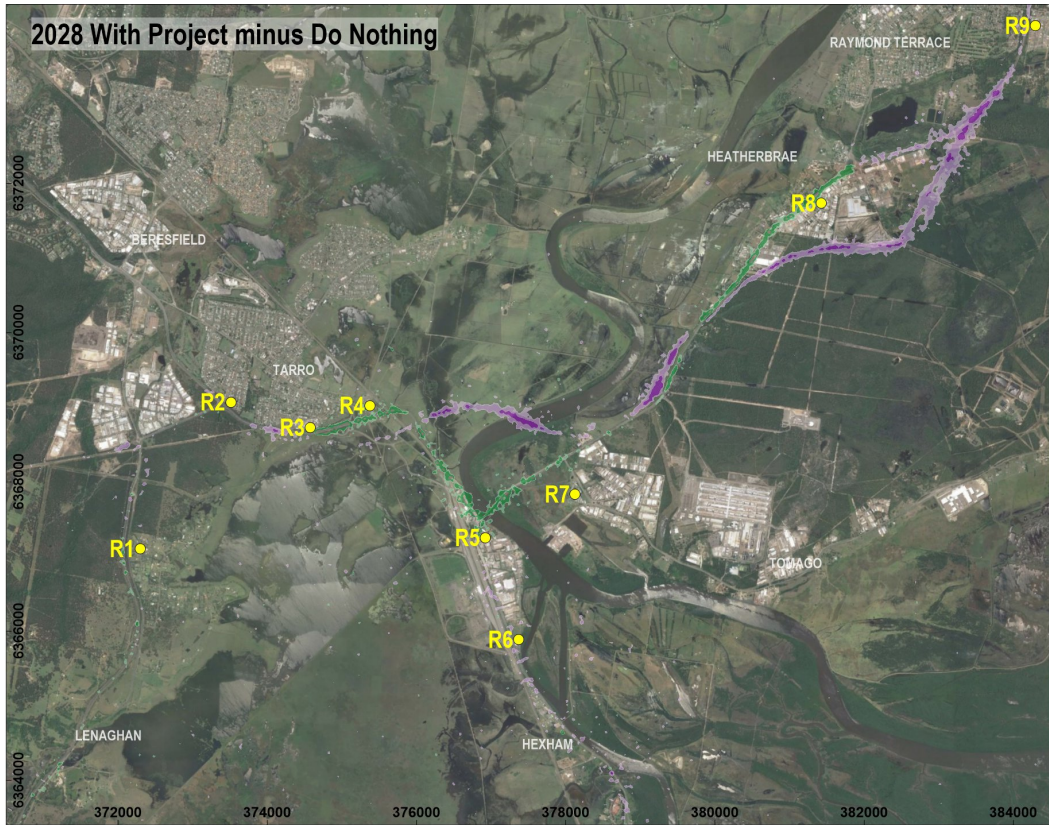 2028 With Project minus Do Nothing
RAYMOND TERRACE
R9
HEATHERBRAE
R8
BERESFIELD
TARRO
R2
R4
R3
R7
R5
R1
TOMAGO
R6
LENAGHAN
HEXHAM
6372000
6370000
6368000
6366000
6364000
372000
374000
376000
378000
380000
382000
384000